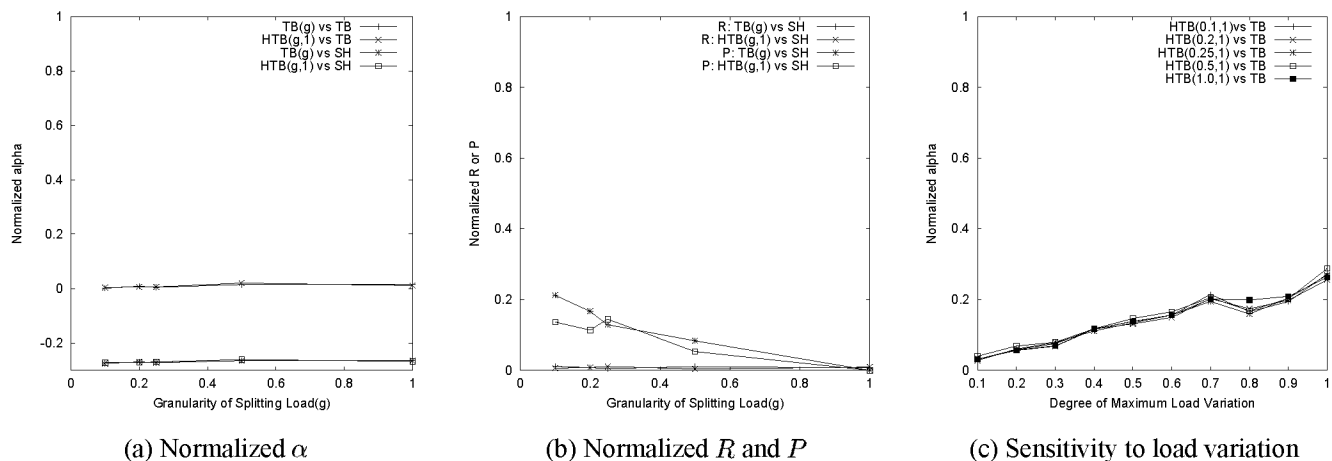 1
0.8
0.6
0.4
0.2
0
-0.2
Normalized alpha
TB(g) vs TB
HTB(g,1) vs TB
TB(g) vs SH
HTB(g,1) vs SH
0 0.2 0.4 0.6 0.8 1
Granularity of Splitting Load(g)
(a) Normalized α
1
0.8
0.6
0.4
0.2
0
Normalized R or P
R: TB(g) vs SH
R: HTB(g,1) vs SH
P: TB(g) vs SH
P: HTB(g,1) vs SH
0 0.2 0.4 0.6 0.8 1
Granularity of Splitting Load(g)
(b) Normalized R and P
1
0.8
0.6
0.4
0.2
0
Normalized alpha
HTB(0.1,1) vs TB
HTB(0.2,1) vs TB
HTB(0.25,1) vs TB
HTB(0.5,1) vs TB
HTB(1.0,1) vs TB
0.1 0.2 0.3 0.4 0.5 0.6 0.7 0.8 0.9 1
Degree of Maximum Load Variation
(c) Sensitivity to load variation